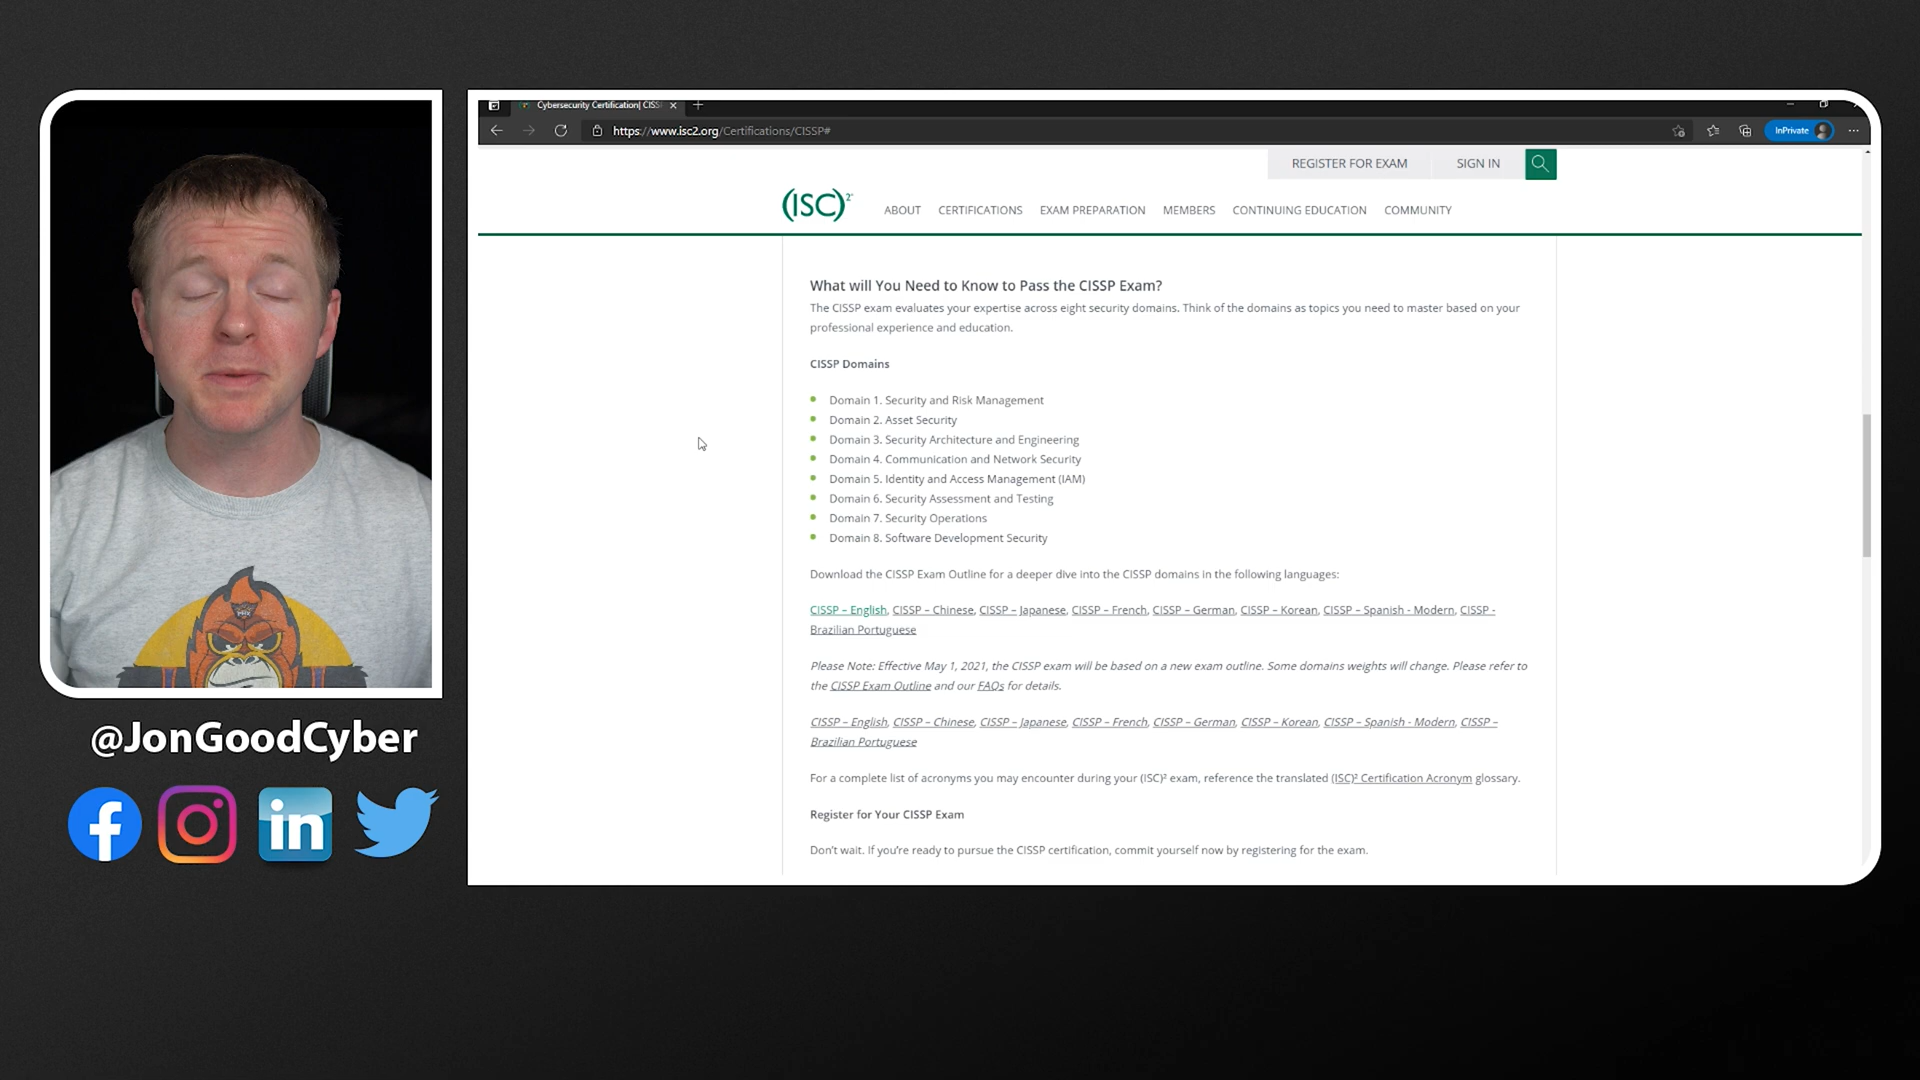 Cybersecurity Certification| CISS
https://www.isc2.org/Certifications/CISSP#
InPrivate
REGISTER FOR EXAM
SIGN IN
(ISC)²
ABOUT
CERTIFICATIONS
EXAM PREPARATION
MEMBERS
CONTINUING EDUCATION
COMMUNITY
What will You Need to Know to Pass the CISSP Exam?
The CISSP exam evaluates your expertise across eight security domains. Think of the domains as topics you need to master based on your
professional experience and education.
CISSP Domains
Domain 1. Security and Risk Management
Domain 2. Asset Security
Domain 3. Security Architecture and Engineering
Domain 4. Communication and Network Security
Domain 5. Identity and Access Management (IAM)
Domain 6. Security Assessment and Testing
Domain 7. Security Operations
Domain 8. Software Development Security
Download the CISSP Exam Outline for a deeper dive into the CISSP domains in the following languages:
CISSP – English, CISSP – Chinese, CISSP – Japanese, CISSP – French, CISSP – German, CISSP – Korean, CISSP – Spanish - Modern, CISSP -
Brazilian Portuguese
Please Note: Effective May 1, 2021, the CISSP exam will be based on a new exam outline. Some domains weights will change. Please refer to
the CISSP Exam Outline and our FAQs for details.
CISSP – English, CISSP – Chinese, CISSP – Japanese, CISSP – French, CISSP – German, CISSP – Korean, CISSP – Spanish - Modern, CISSP –
Brazilian Portuguese
For a complete list of acronyms you may encounter during your (ISC)² exam, reference the translated (ISC)² Certification Acronym glossary.
Register for Your CISSP Exam
Don't wait. If you're ready to pursue the CISSP certification, commit yourself now by registering for the exam.
@JonGoodCyber
f
in